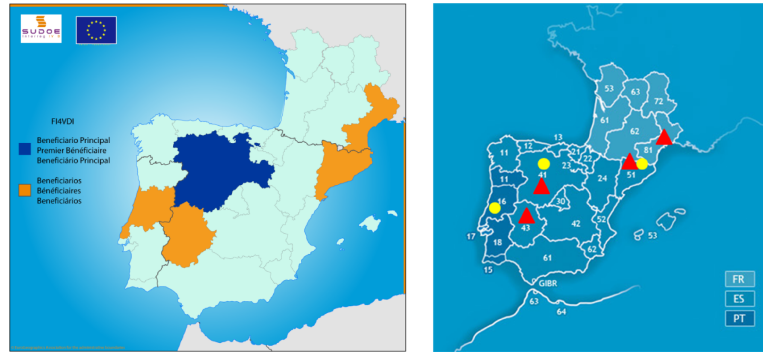 SUDOE
Interreg IV B
FI4VDI
Beneficiario Principal
Premier Bénéficiaire
Beneficiário Principal
Beneficiarios
Bénéficiaires
Beneficiários
53
63
72
61
62
13
11
12
21
22
81
23
41
24
51
11
30
16
52
43
42
17
53
18
62
15
61
GIBR
63
64
FR
ES
PT